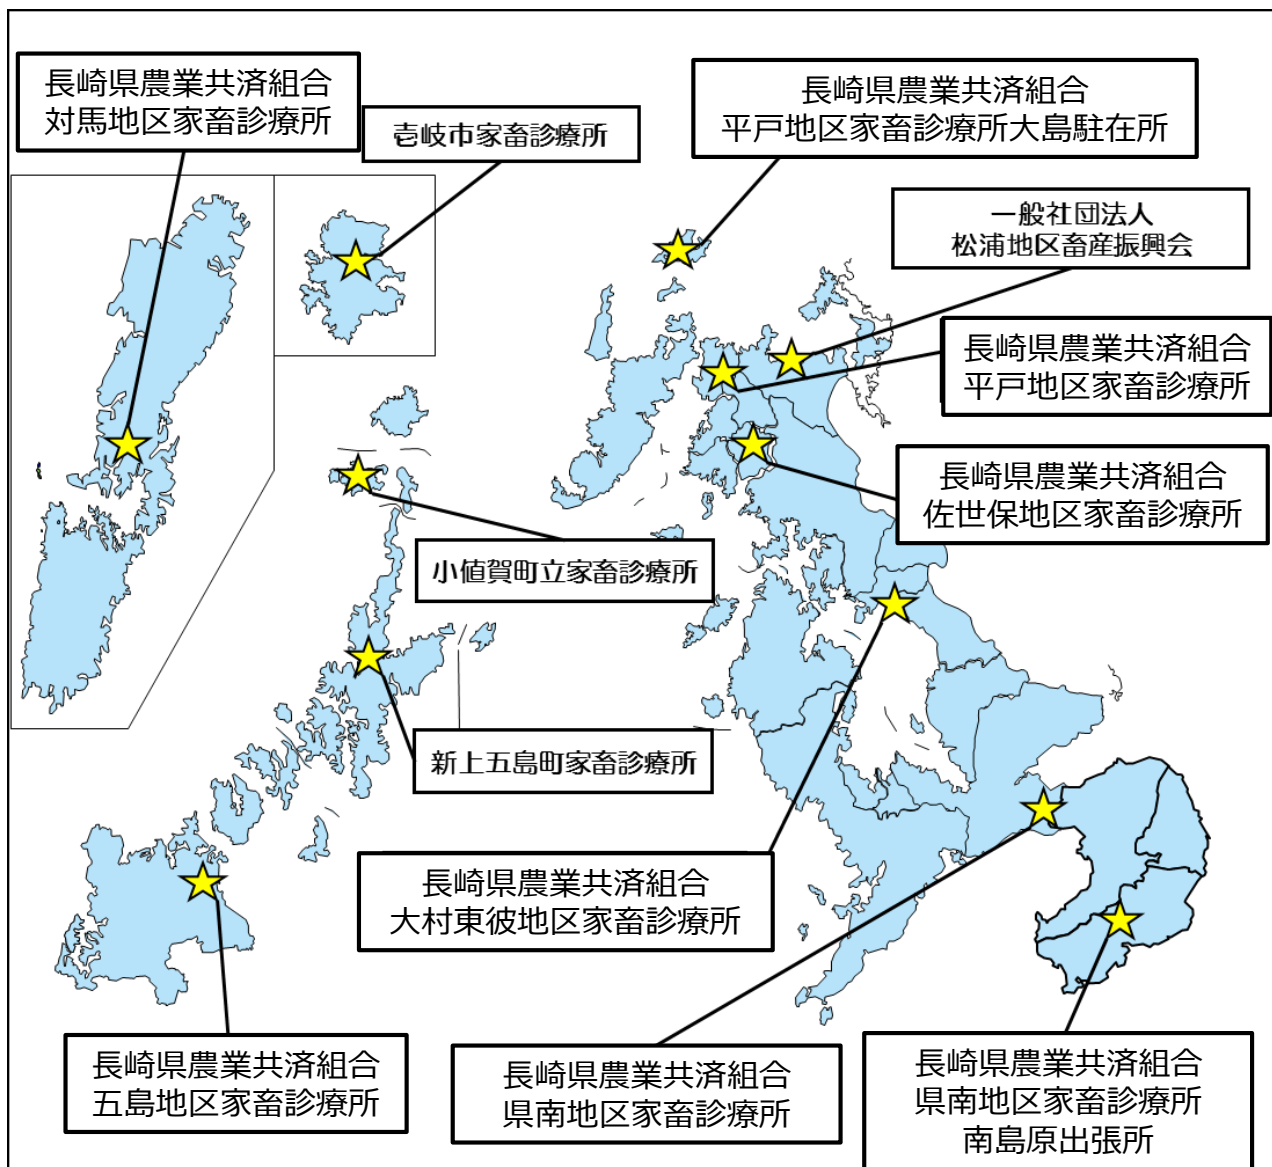 長崎県農業共済組合
対馬地区家畜診療所
壱岐市家畜診療所
長崎県農業共済組合
平戸地区家畜診療所大島駐在所
一般社団法人
松浦地区畜産振興会
長崎県農業共済組合
平戸地区家畜診療所
長崎県農業共済組合
佐世保地区家畜診療所
小値賀町立家畜診療所
新上五島町家畜診療所
長崎県農業共済組合
大村東彼地区家畜診療所
長崎県農業共済組合
五島地区家畜診療所
長崎県農業共済組合
県南地区家畜診療所
長崎県農業共済組合
県南地区家畜診療所
南島原出張所